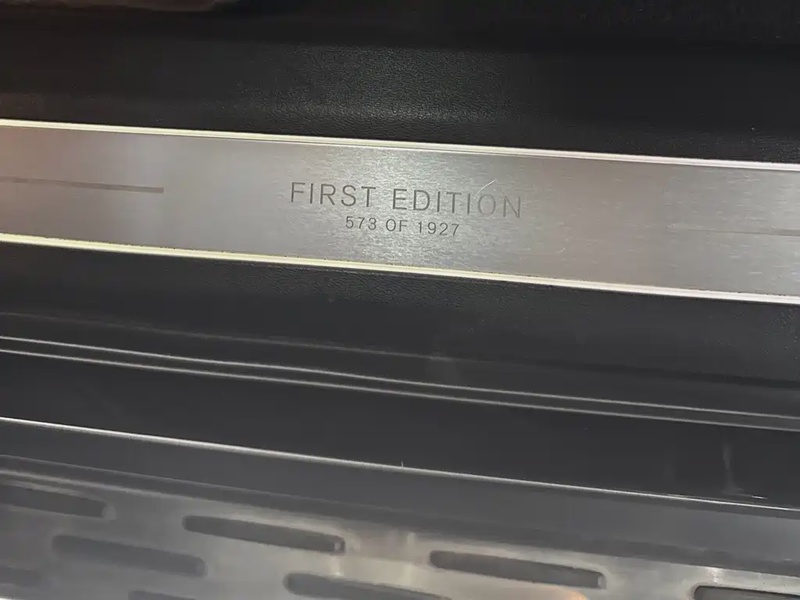 FIRST EDITION
573 OF 1927